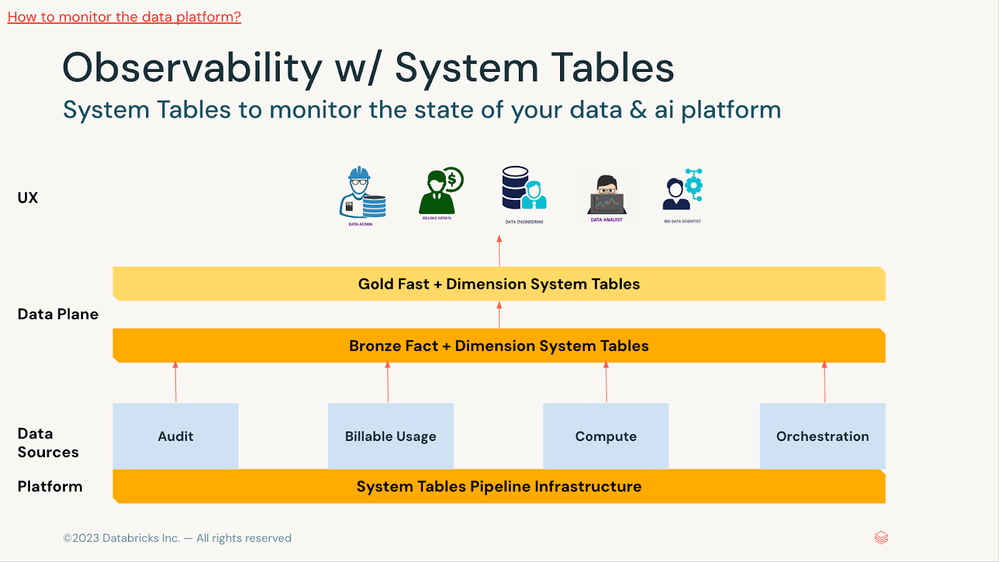 How to monitor the data platform?
Observability w/ System Tables
System Tables to monitor the state of your data & ai platform
UX
DATA ADMIN
BILLING ADMIN
$
DATA ENGINEERING
DATA ANALYST
BIG DATA SCIENTIST
Gold Fast + Dimension System Tables
Data Plane
Bronze Fact + Dimension System Tables
Data
Sources
Audit
Billable Usage
Compute
Orchestration
Platform
System Tables Pipeline Infrastructure
©2023 Databricks Inc. — All rights reserved